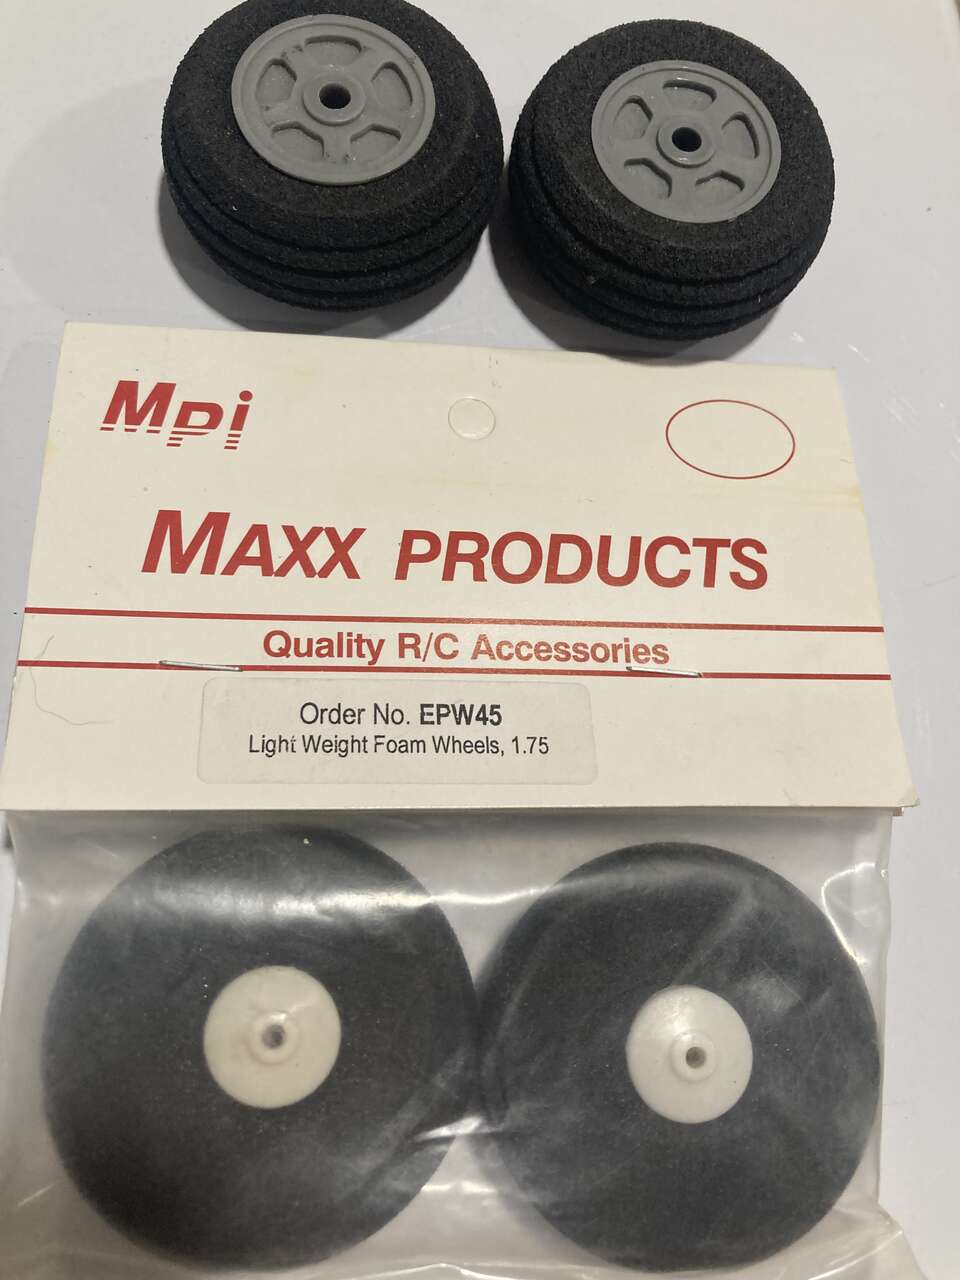 Mpi
MAXX PRODUCTS
Quality R/C Accessories
Order No. EPW45
Light Weight Foam Wheels, 1.75